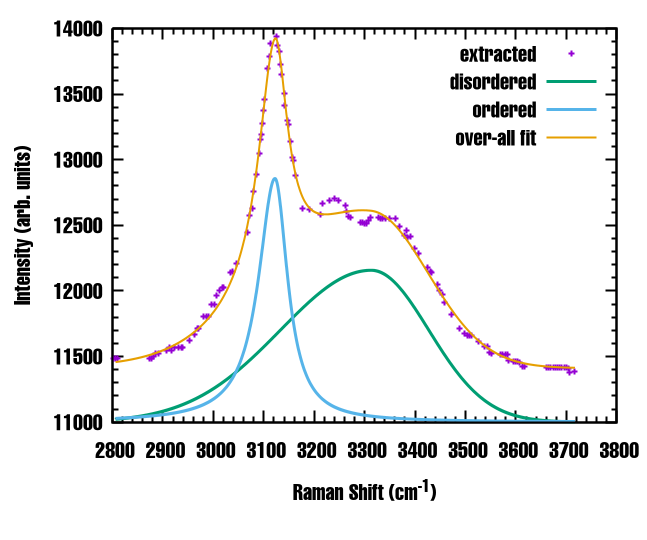 14000
13500
13000
12500
12000
11500
11000
Intensity (arb. units)
extracted
disordered
ordered
over-all fit
2800 2900 3000 3100 3200 3300 3400 3500 3600 3700 3800
Raman Shift (cm⁻¹)